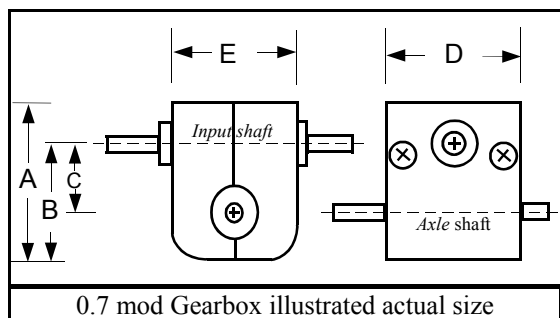 E
D
A
B
C
Input shaft
Axle shaft
0.7 mod Gearbox illustrated actual size